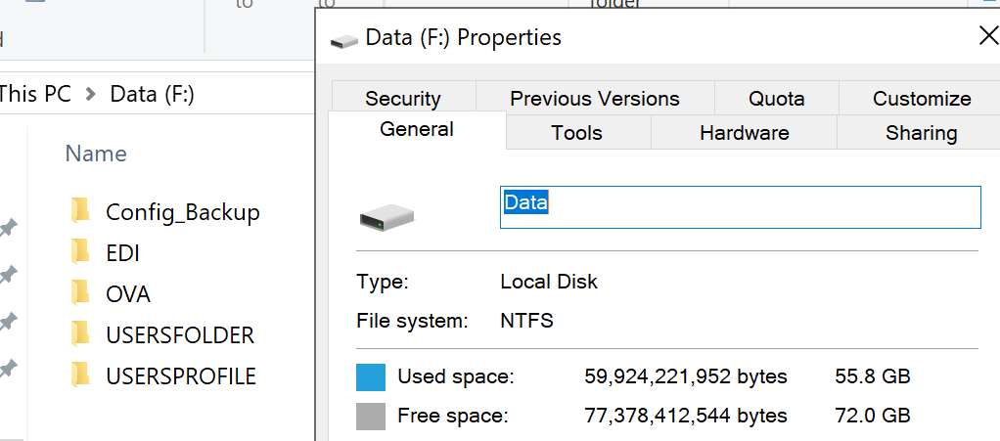 to to folder
Data (F:) Properties
This PC > Data (F:)
Security Previous Versions Quota Customize
General Tools Hardware Sharing
Name
Config_Backup
EDI
OVA
USERSFOLDER
USERSPROFILE
Data
Type: Local Disk
File system: NTFS
Used space: 59,924,221,952 bytes 55.8 GB
Free space: 77,378,412,544 bytes 72.0 GB